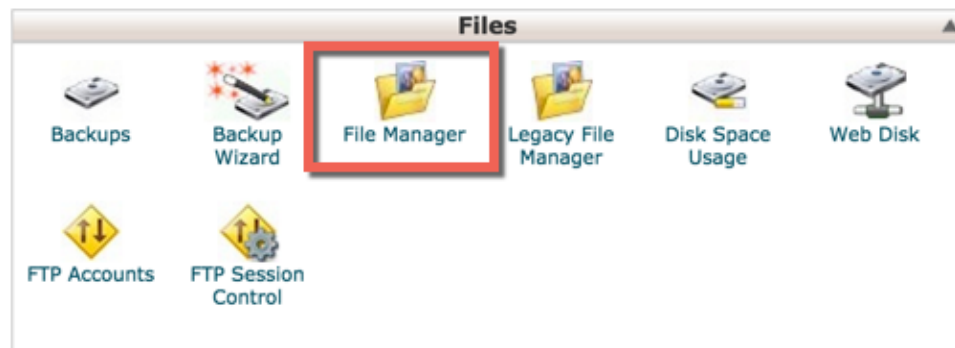 Files
Backups
Backup
Wizard
File Manager
Legacy File
Manager
Disk Space
Usage
Web Disk
FTP Accounts
FTP Session
Control